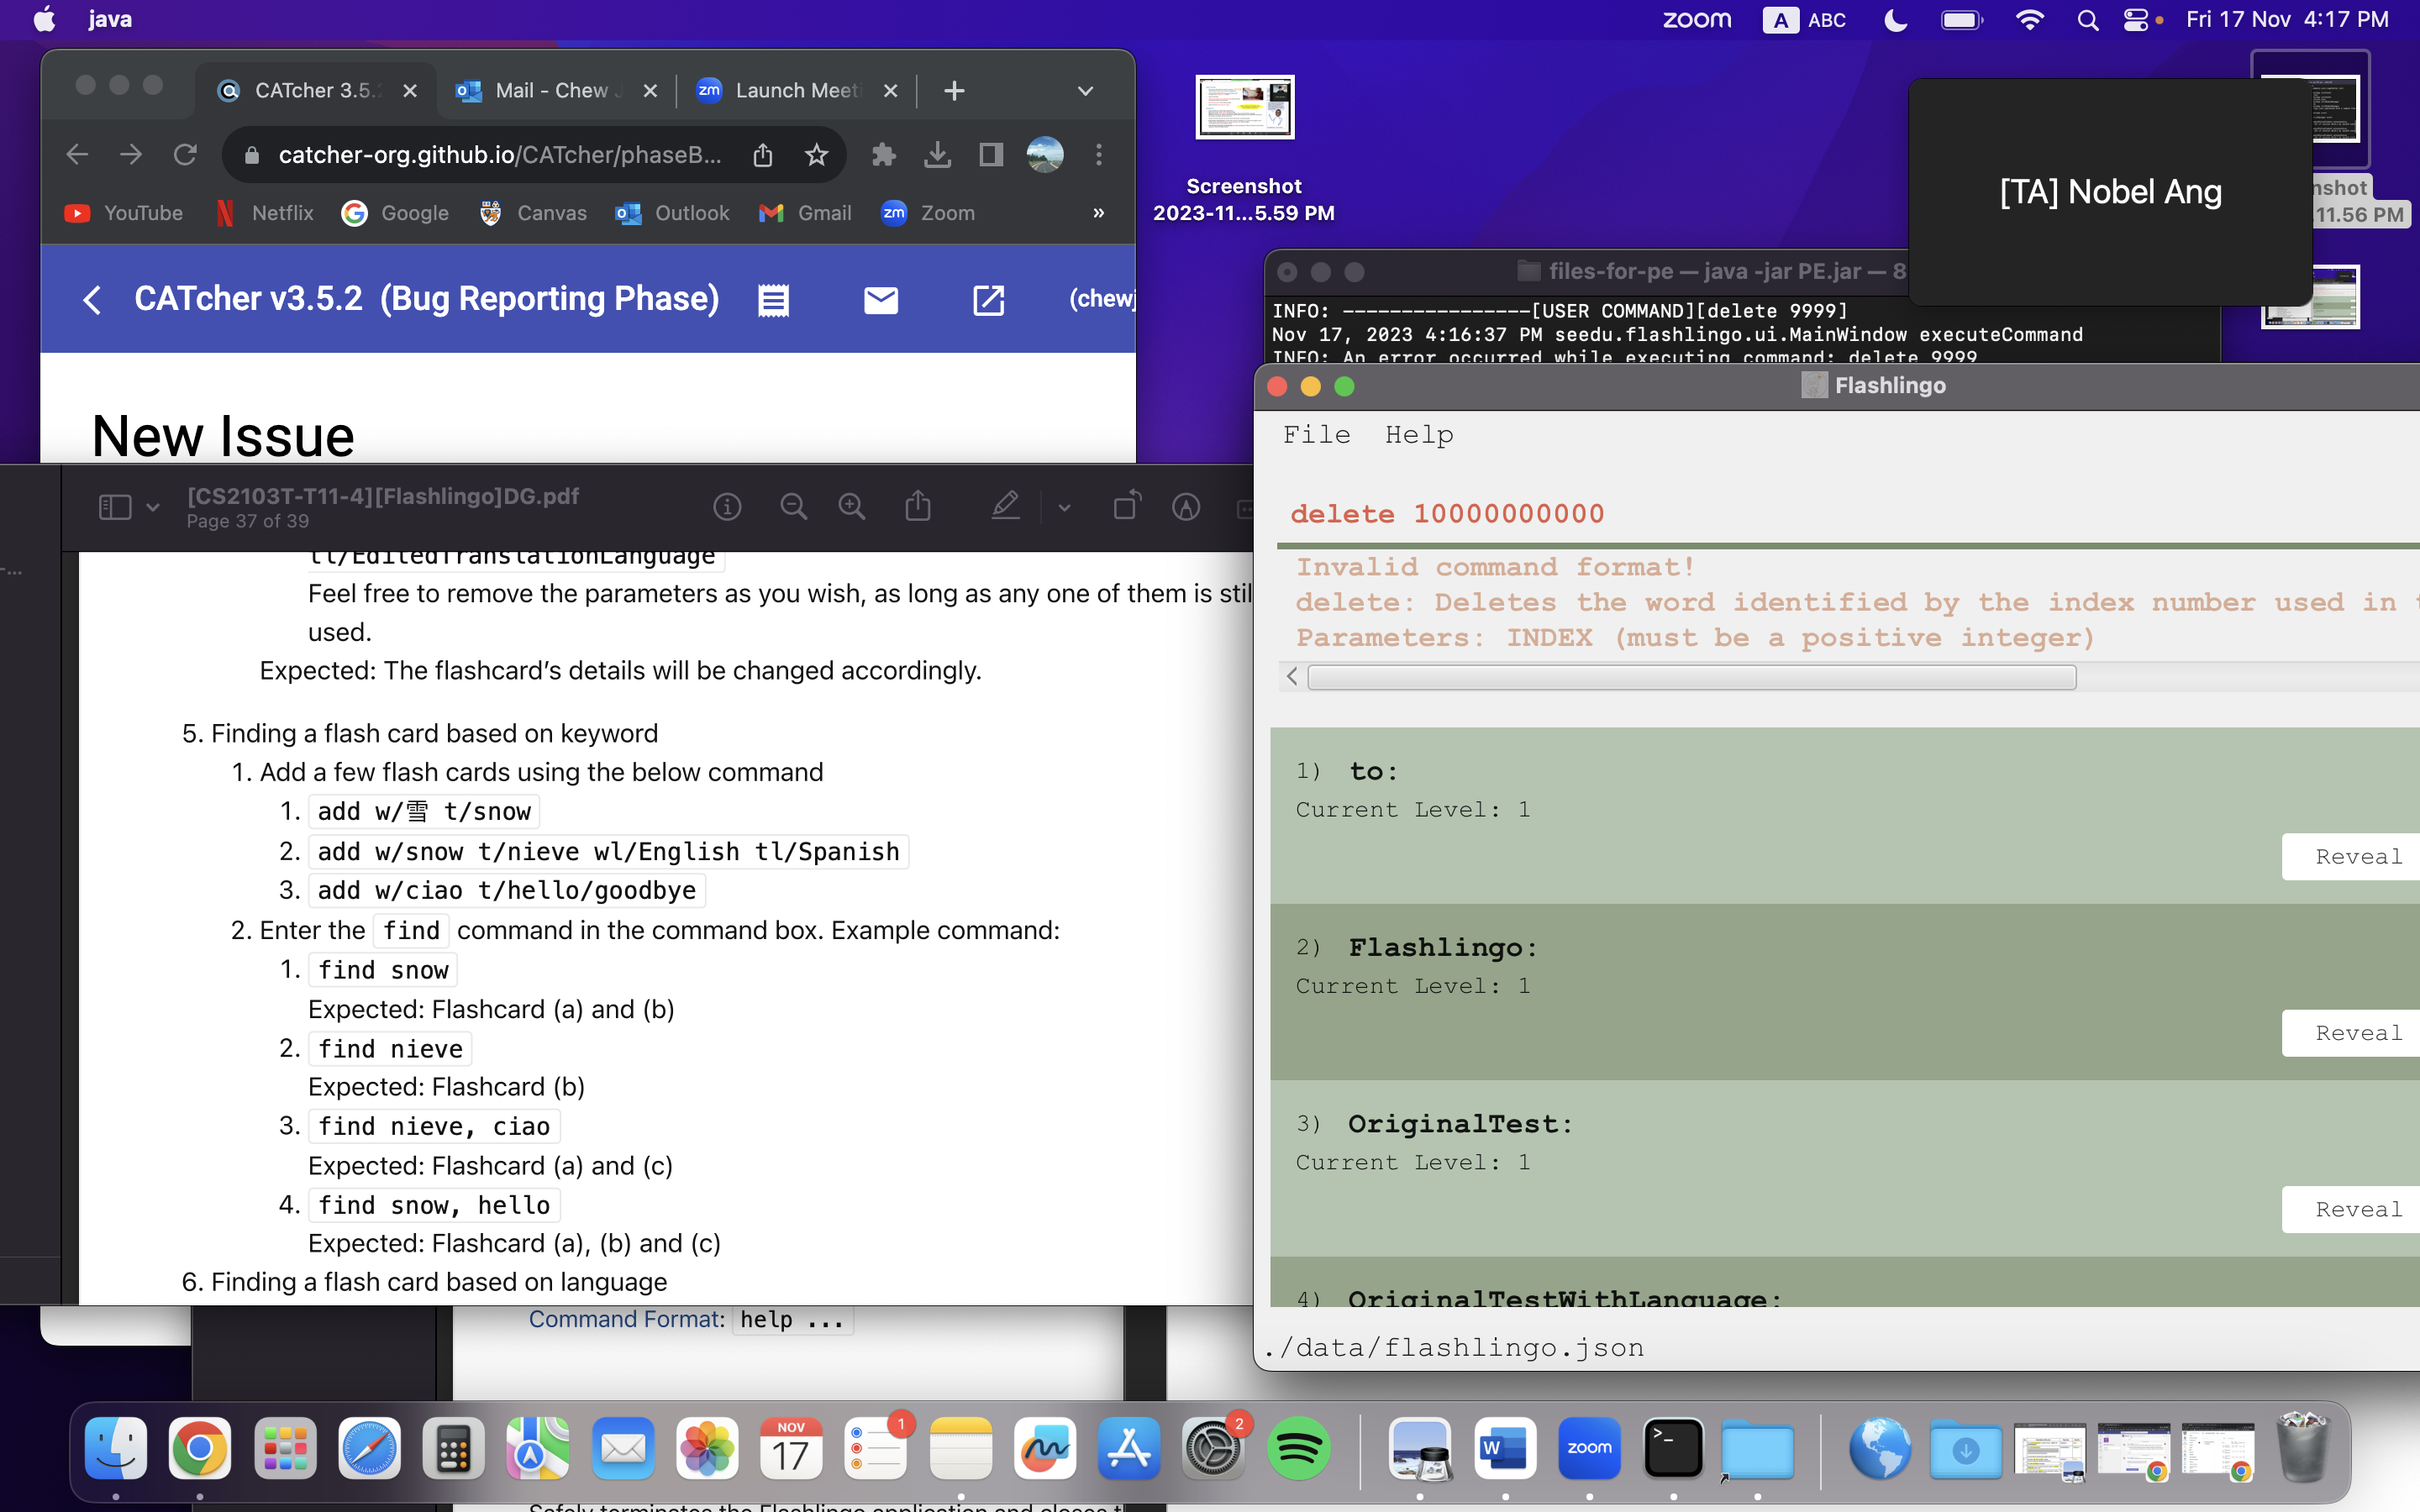 java
zoom
A ABC
Fri 17 Nov 4:17 PM
CATcher 3.5.
Mail - Chew J
zm Launch Meeti
catcher-org.github.io/CATcher/phaseB...
YouTube
Netflix
Google
Canvas
Outlook
Gmail
zm Zoom
»
CATcher v3.5.2 (Bug Reporting Phase)
(chewj
New Issue
Screenshot
2023-11...5.59 PM
[TA] Nobel Ang
nshot
.11.56 PM
files-for-pe — java -jar PE.jar — 8
INFO: ----------------[USER COMMAND][delete 9999]
Nov 17, 2023 4:16:37 PM seedu.flashlingo.ui.MainWindow executeCommand
INFO: An error occurred while executing command: delete 9999
[CS2103T-T11-4][Flashlingo]DG.pdf
Page 37 of 39
tl/EditedTranslationLanguage
Feel free to remove the parameters as you wish, as long as any one of them is stil
used.
Expected: The flashcard’s details will be changed accordingly.
5. Finding a flash card based on keyword
1. Add a few flash cards using the below command
1. add w/雪 t/snow
2. add w/snow t/nieve wl/English tl/Spanish
3. add w/ciao t/hello/goodbye
2. Enter the find command in the command box. Example command:
1. find snow
Expected: Flashcard (a) and (b)
2. find nieve
Expected: Flashcard (b)
3. find nieve, ciao
Expected: Flashcard (a) and (c)
4. find snow, hello
Expected: Flashcard (a), (b) and (c)
6. Finding a flash card based on language
Command Format: help ...
Safely terminates the Flashlingo application and closes t
Flashlingo
File Help
delete 10000000000
Invalid command format!
delete: Deletes the word identified by the index number used in t
Parameters: INDEX (must be a positive integer)
1) to:
Current Level: 1
Reveal
2) Flashlingo:
Current Level: 1
Reveal
3) OriginalTest:
Current Level: 1
Reveal
4) OriginalTestWithLanguage:
./data/flashlingo.json
NOV
17
1
2
W
zoom
>_